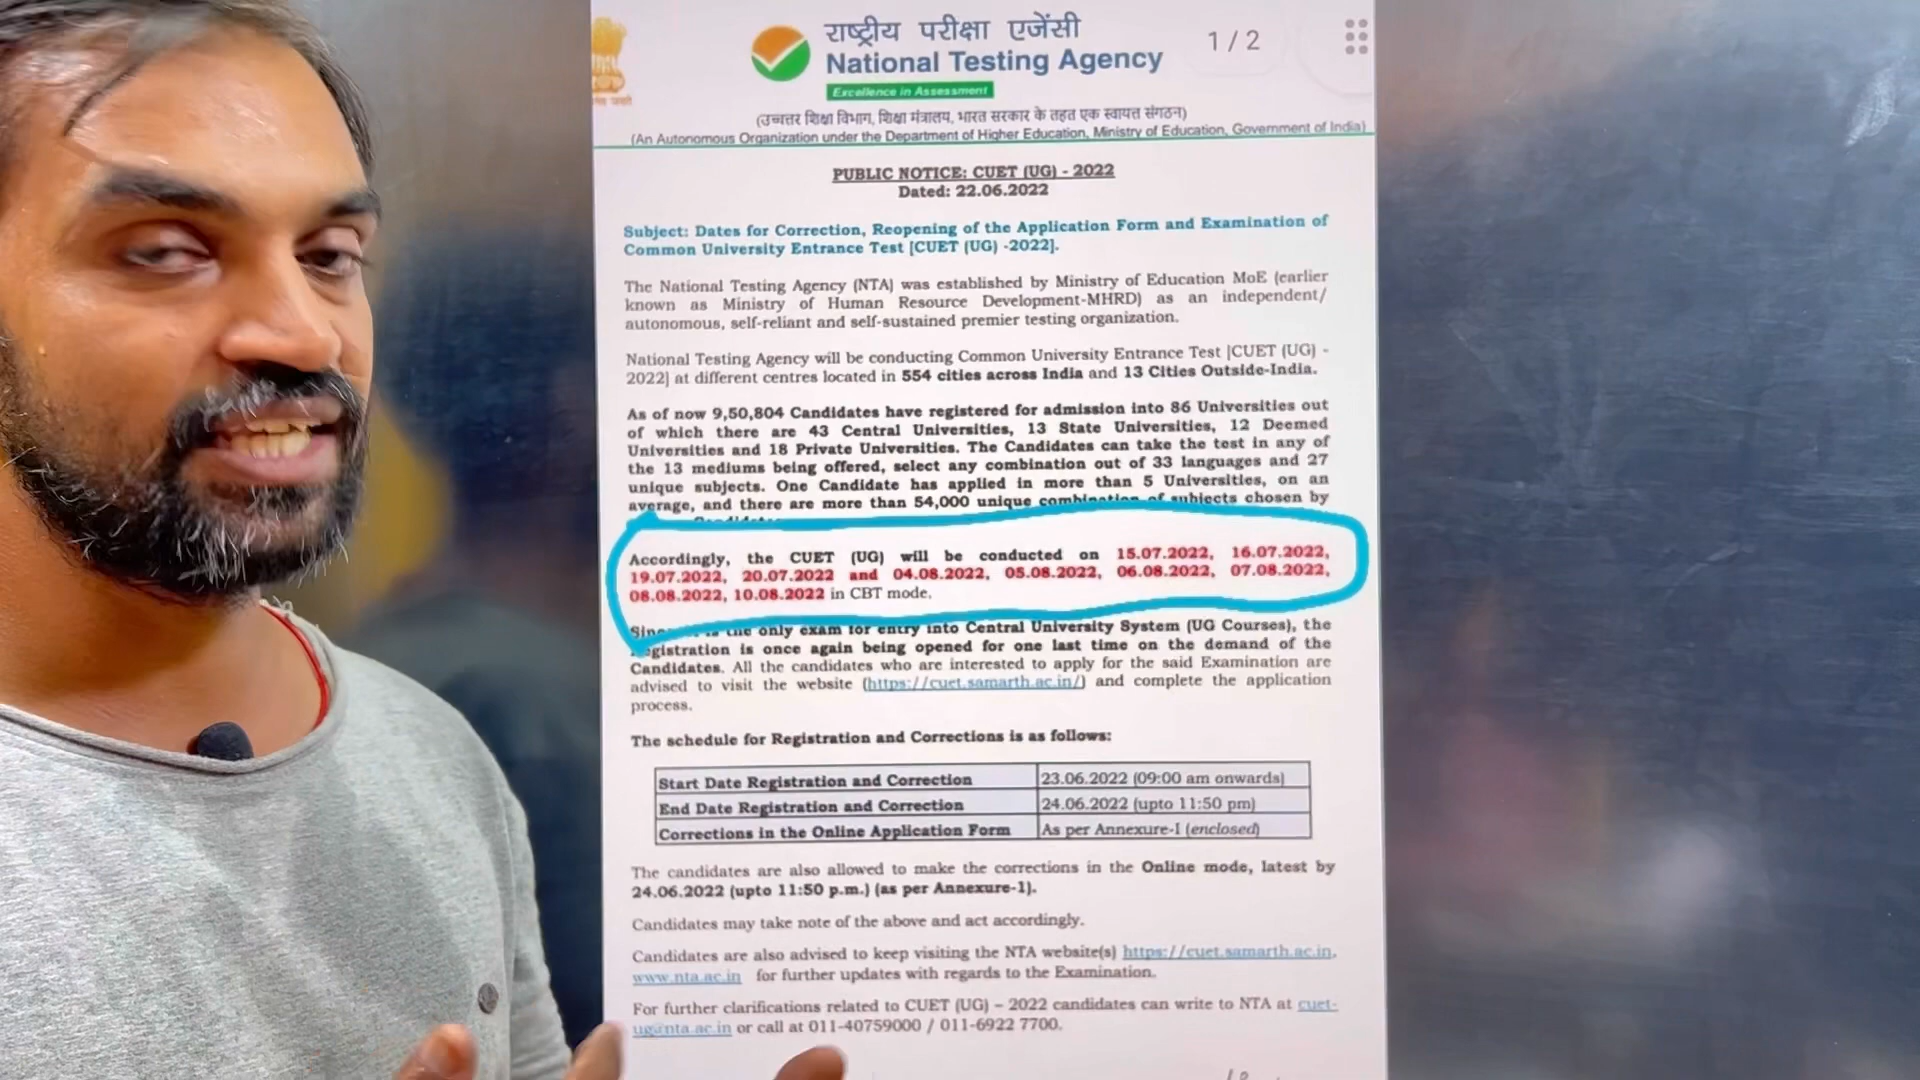 राष्ट्रीय परीक्षा एजेंसी
National Testing Agency
1 / 2
Excellence in Assessment
(उच्चतर शिक्षा विभाग, शिक्षा मंत्रालय, भारत सरकार के तहत एक स्वायत्त संगठन)
(An Autonomous Organization under the Department of Higher Education, Ministry of Education, Government of India)
PUBLIC NOTICE: CUET (UG) - 2022
Dated: 22.06.2022
Subject: Dates for Correction, Reopening of the Application Form and Examination of
Common University Entrance Test [CUET (UG) -2022].
The National Testing Agency (NTA) was established by Ministry of Education MoE (earlier
known as Ministry of Human Resource Development-MHRD) as an independent/
autonomous, self-reliant and self-sustained premier testing organization.
National Testing Agency will be conducting Common University Entrance Test [CUET (UG) -
2022] at different centres located in 554 cities across India and 13 Cities Outside-India.
As of now 9,50,804 Candidates have registered for admission into 86 Universities out
of which there are 43 Central Universities, 13 State Universities, 12 Deemed
Universities and 18 Private Universities. The Candidates can take the test in any of
the 13 mediums being offered, select any combination out of 33 languages and 27
unique subjects. One Candidate has applied in more than 5 Universities, on an
average, and there are more than 54,000 unique combination of subjects chosen by
Accordingly, the CUET (UG) will be conducted on 15.07.2022, 16.07.2022,
19.07.2022, 20.07.2022 and 04.08.2022, 05.08.2022, 06.08.2022, 07.08.2022,
08.08.2022, 10.08.2022 in CBT mode.
the only exam for entry into Central University System (UG Courses), the
Registration is once again being opened for one last time on the demand of the
Candidates. All the candidates who are interested to apply for the said Examination are
advised to visit the website (https://cuet.samarth.ac.in/) and complete the application
process.
The schedule for Registration and Corrections is as follows:
Start Date Registration and Correction 23.06.2022 (09:00 am onwards)
End Date Registration and Correction 24.06.2022 (upto 11:50 pm)
Corrections in the Online Application Form As per Annexure-I (enclosed)
The candidates are also allowed to make the corrections in the Online mode, latest by
24.06.2022 (upto 11:50 p.m.) (as per Annexure-1).
Candidates may take note of the above and act accordingly.
Candidates are also advised to keep visiting the NTA website(s) https://cuet.samarth.ac.in,
www.nta.ac.in for further updates with regards to the Examination.
For further clarifications related to CUET (UG) – 2022 candidates can write to NTA at cuet-
ug@nta.ac.in or call at 011-40759000 / 011-6922 7700.